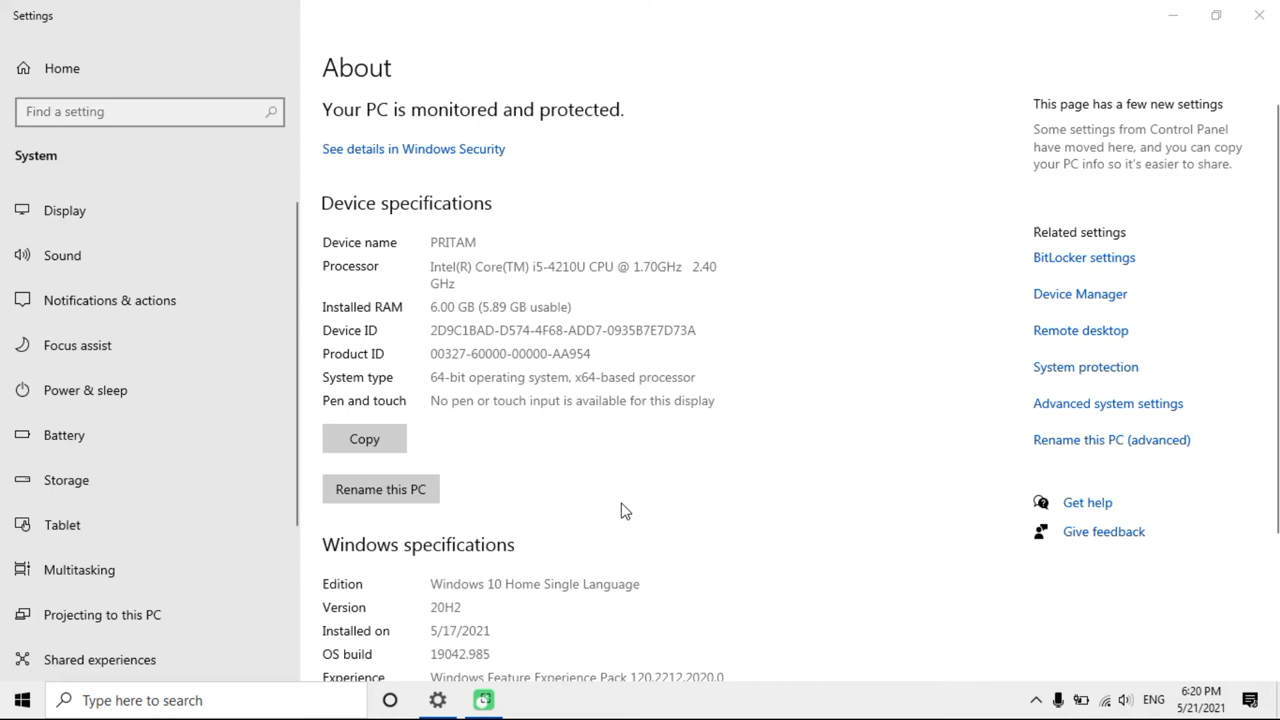 Settings
Home
Find a setting
System
Display
Sound
Notifications & actions
Focus assist
Power & sleep
Battery
Storage
Tablet
Multitasking
Projecting to this PC
Shared experiences
About
Your PC is monitored and protected.
See details in Windows Security
Device specifications
Device name PRITAM
Processor Intel(R) Core(TM) i5-4210U CPU @ 1.70GHz 2.40
GHz
Installed RAM 6.00 GB (5.89 GB usable)
Device ID 2D9C1BAD-D574-4F68-ADD7-0935B7E7D73A
Product ID 00327-60000-00000-AA954
System type 64-bit operating system, x64-based processor
Pen and touch No pen or touch input is available for this display
Copy
Rename this PC
Windows specifications
Edition Windows 10 Home Single Language
Version 20H2
Installed on 5/17/2021
OS build 19042.985
Experience Windows Feature Experience Pack 120.2212.2020.0
This page has a few new settings
Some settings from Control Panel
have moved here, and you can copy
your PC info so it's easier to share.
Related settings
BitLocker settings
Device Manager
Remote desktop
System protection
Advanced system settings
Rename this PC (advanced)
Get help
Give feedback
Type here to search
ENG
6:20 PM
5/21/2021